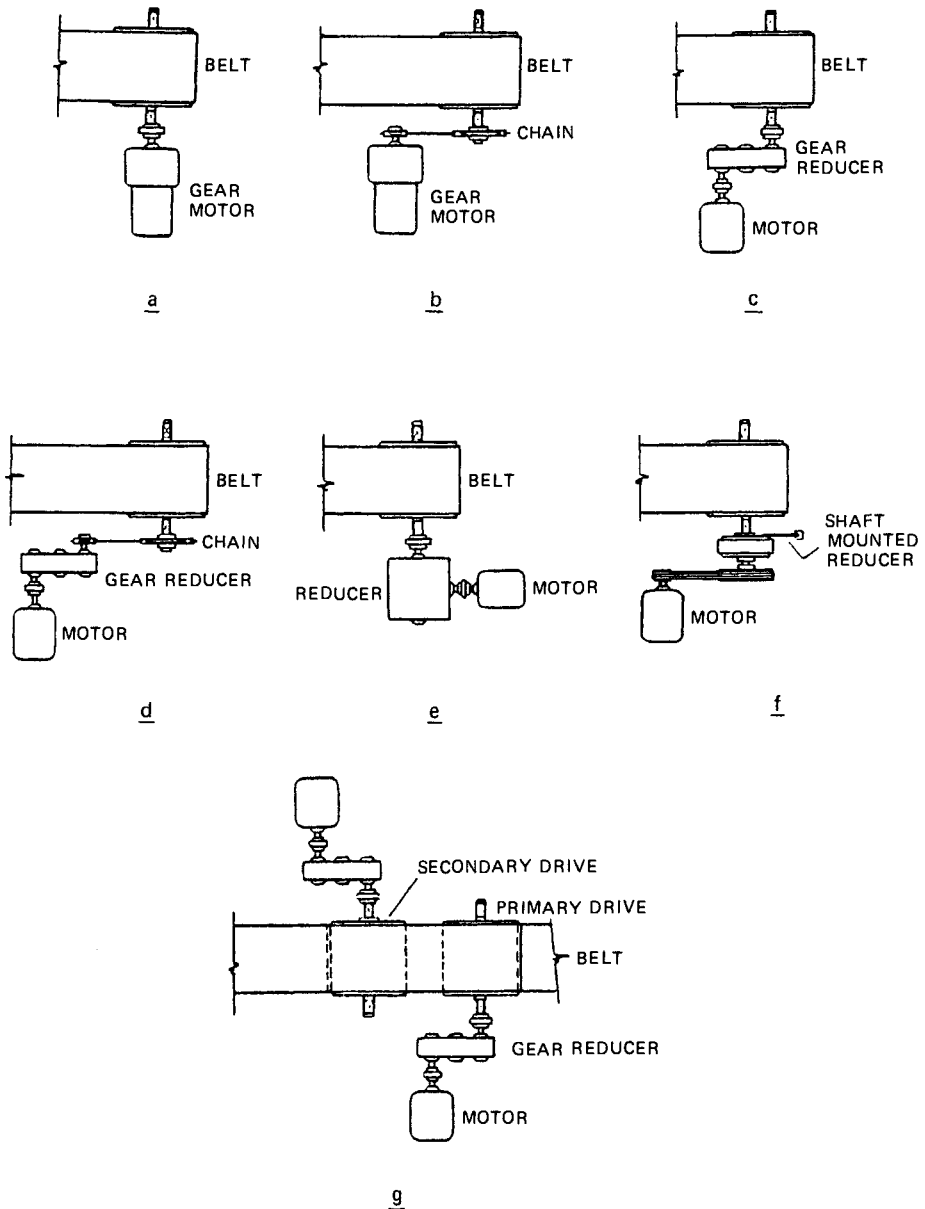 BELT
GEAR
MOTOR
a
BELT
CHAIN
GEAR
MOTOR
b
BELT
GEAR
REDUCER
MOTOR
c
BELT
CHAIN
GEAR REDUCER
MOTOR
d
BELT
REDUCER
MOTOR
e
SHAFT
MOUNTED
REDUCER
MOTOR
f
SECONDARY DRIVE
PRIMARY DRIVE
BELT
GEAR REDUCER
MOTOR
g